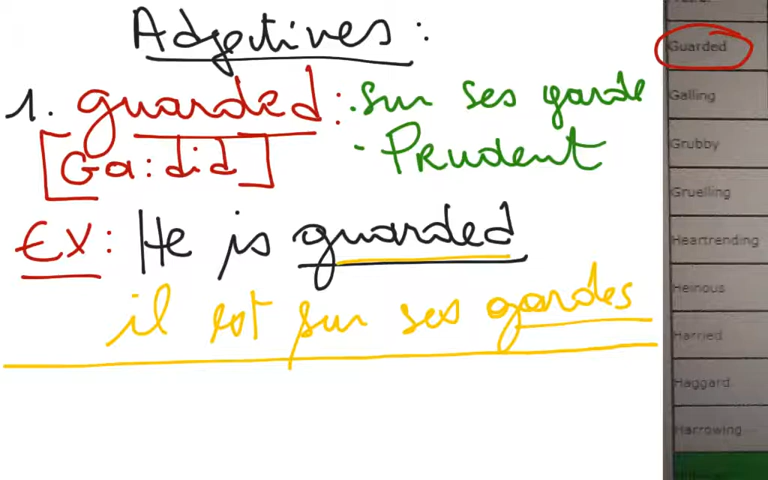 Adjectives:
1. guarded: · sur ses garde
[Ga:did] · Prudent
EX: He is guarded
il est sur ses gardes
Guarded
Galling
Grubby
Gruelling
Heartrending
Heinous
Harried
Haggard
Harrowing